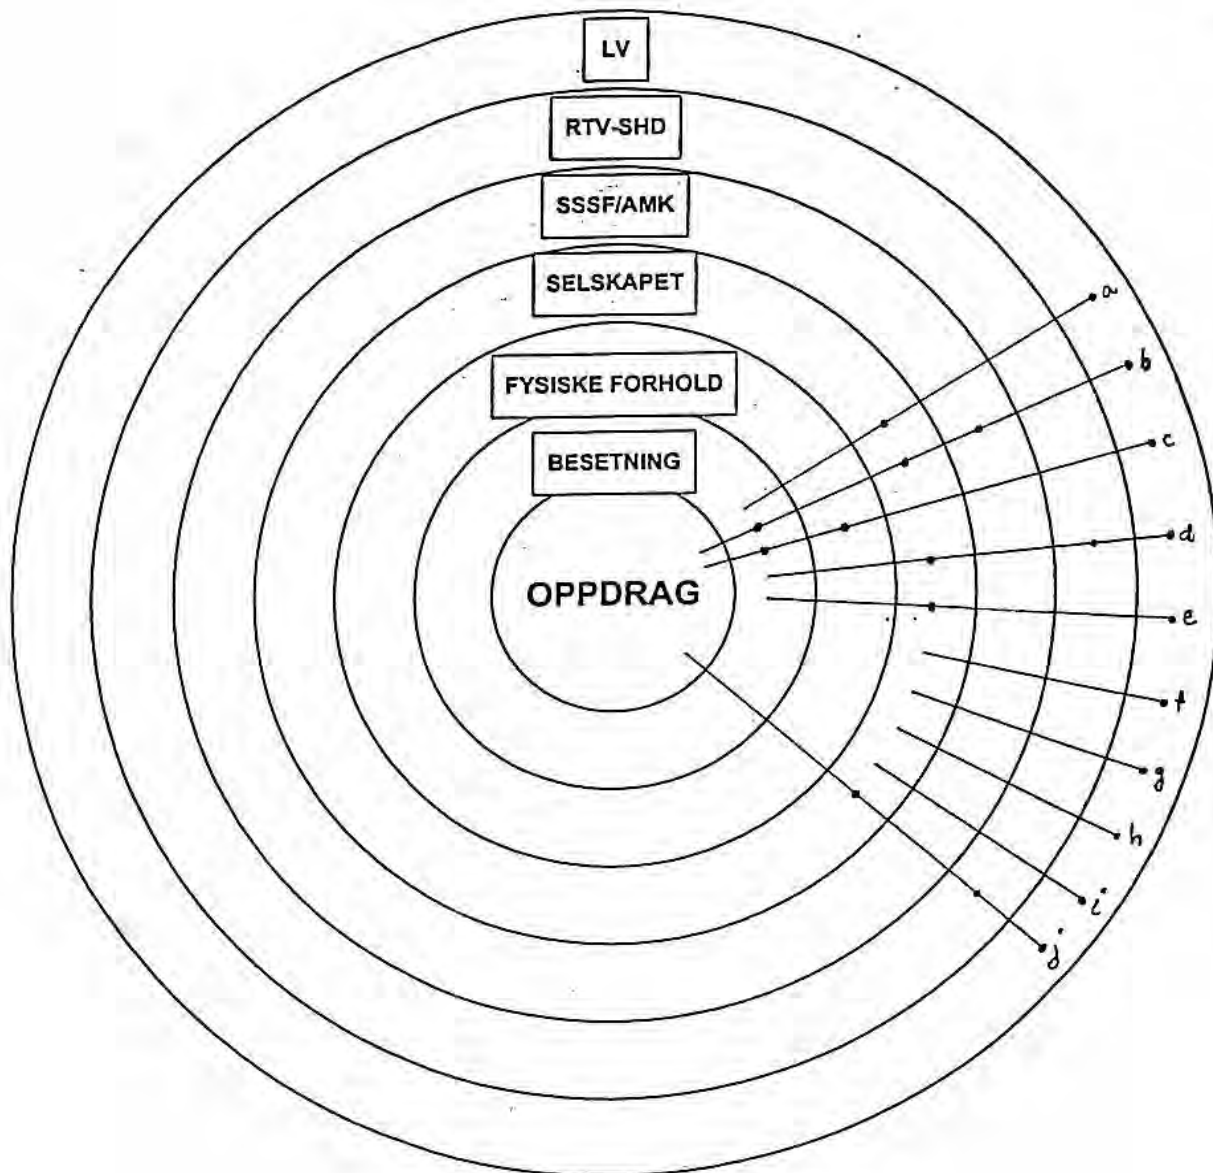 LV
RTV-SHD
SSSF/AMK
SELSKAPET
FYSISKE FORHOLD
BESETNING
OPPDRAG
a
b
c
d
e
f
g
h
i
j